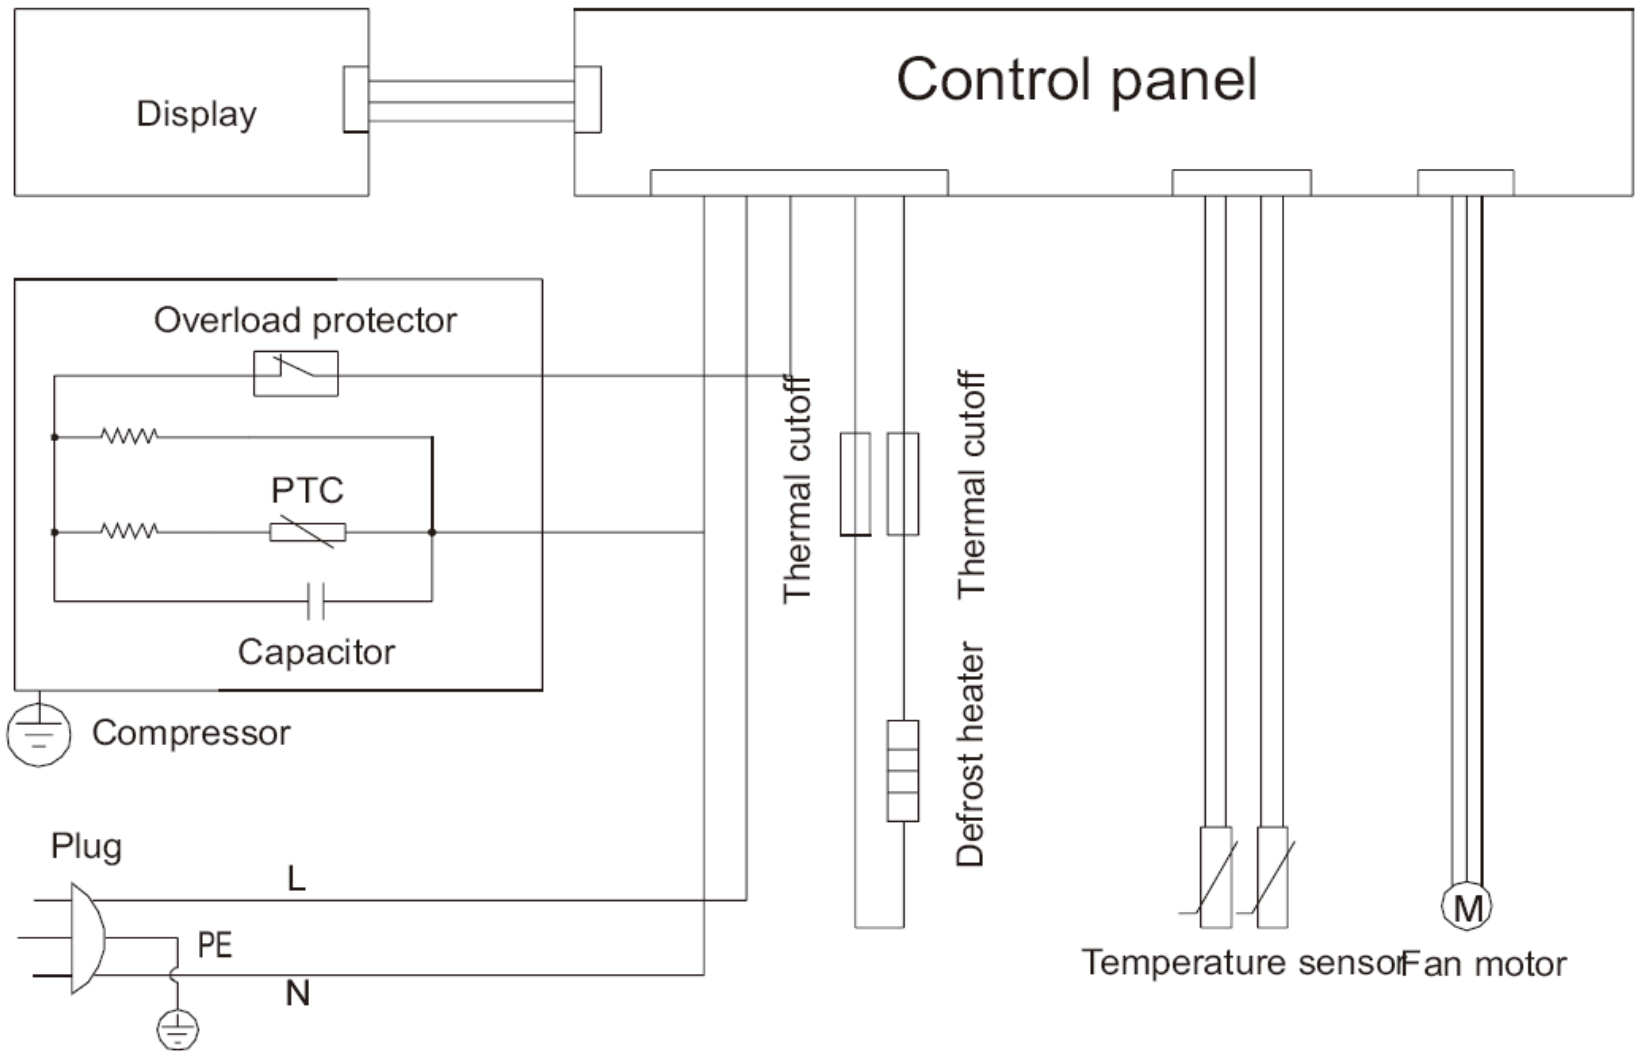 Display
Control panel
Overload protector
PTC
Capacitor
Compressor
Thermal cutoff
Thermal cutoff
Defrost heater
Plug
L
PE
N
Temperature sensor
Fan motor
M